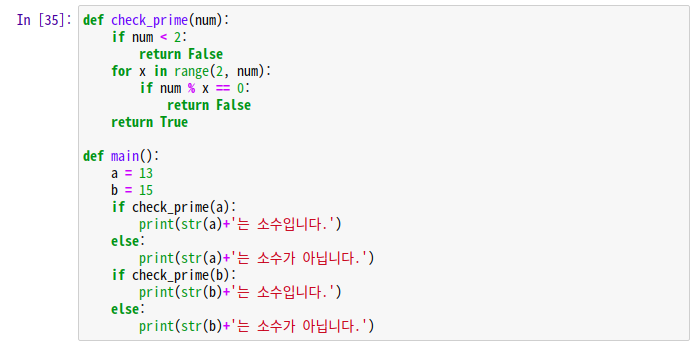 In [35]: def check_prime(num):
    if num < 2:
        return False
    for x in range(2, num):
        if num % x == 0:
            return False
    return True

def main():
    a = 13
    b = 15
    if check_prime(a):
        print(str(a)+'는 소수입니다.')
    else:
        print(str(a)+'는 소수가 아닙니다.')
    if check_prime(b):
        print(str(b)+'는 소수입니다.')
    else:
        print(str(b)+'는 소수가 아닙니다.')